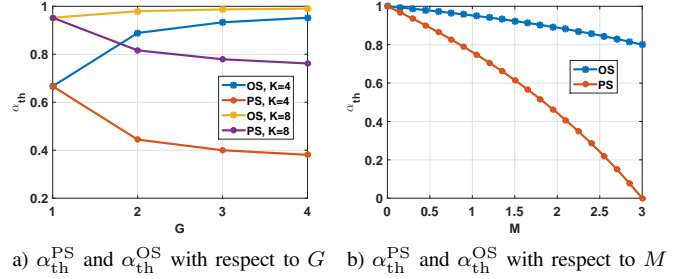 1
0.8
0.6
0.4
0.2
α_th
OS, K=4
PS, K=4
OS, K=8
PS, K=8
1 2 3 4
G
1
0.8
0.6
0.4
0.2
0
α_th
OS
PS
0 0.5 1 1.5 2 2.5 3
M
a) α_th^PS and α_th^OS with respect to G
b) α_th^PS and α_th^OS with respect to M